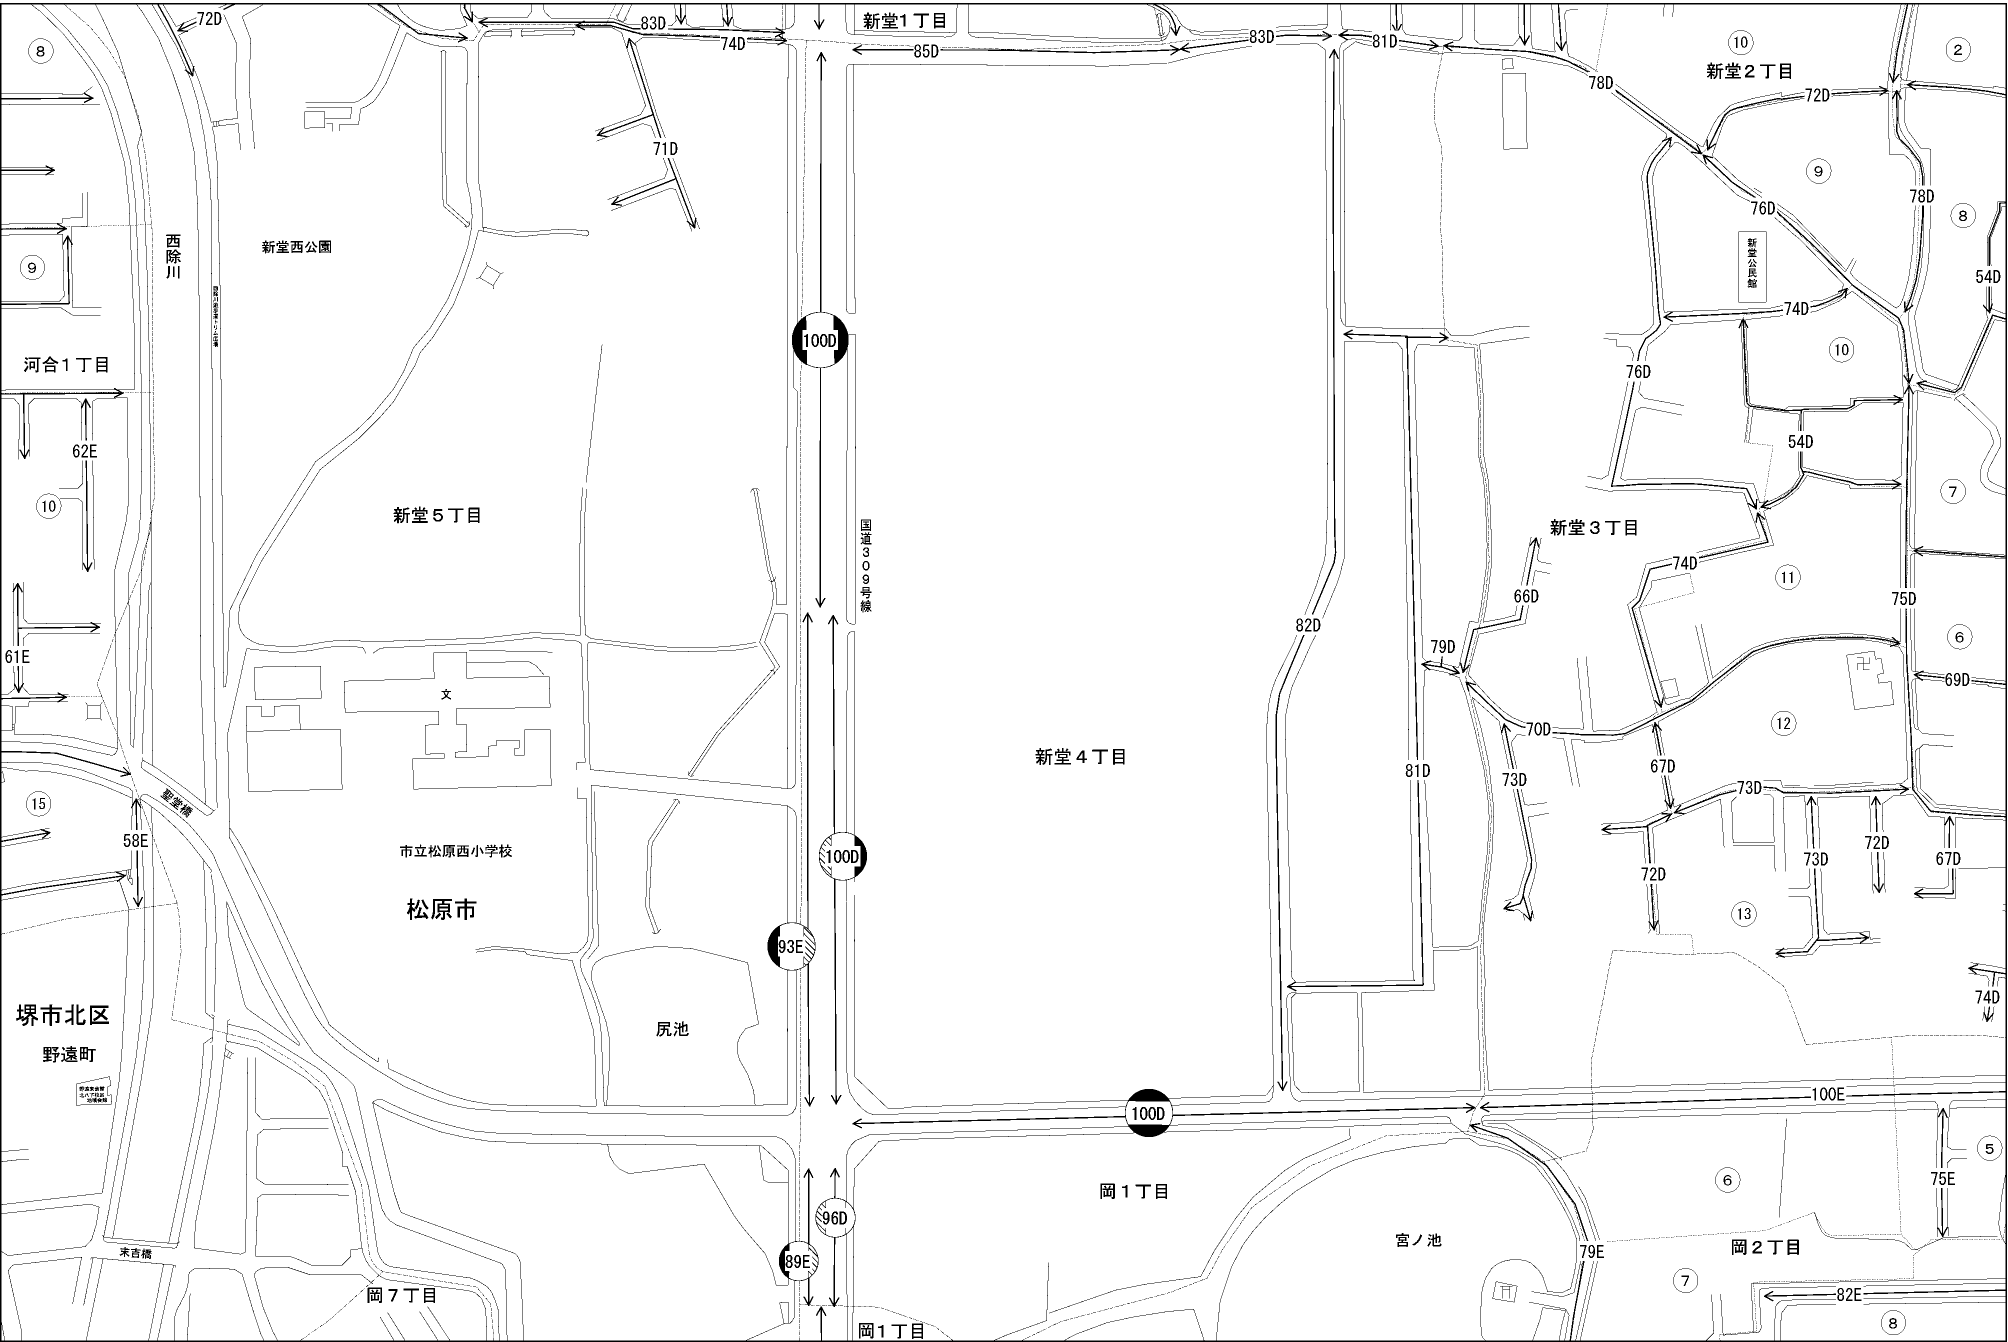 72D
83D
新堂１丁目
74D
85D
83D
81D
⑩
②
⑧
新堂２丁目
78D
72D
71D
⑨
76D
78D
⑧
西除川
新堂西公園
新堂公民館
⑨
54D
74D
100D
⑩
河合１丁目
76D
62E
54D
⑩
新堂５丁目
国道３０９号線
新堂３丁目
⑦
74D
⑪
66D
75D
82D
⑥
79D
61E
69D
文
70D
⑫
新堂４丁目
67D
81D
73D
73D
聖堂橋
⑮
58E
市立松原西小学校
100D
72D
73D
72D
67D
松原市
⑬
93E
74D
堺市北区
尻池
野遠町
100D
100E
⑤
岡１丁目
⑥
75E
96D
宮ノ池
岡２丁目
79E
末吉橋
89E
⑦
岡７丁目
82E
岡１丁目
⑧